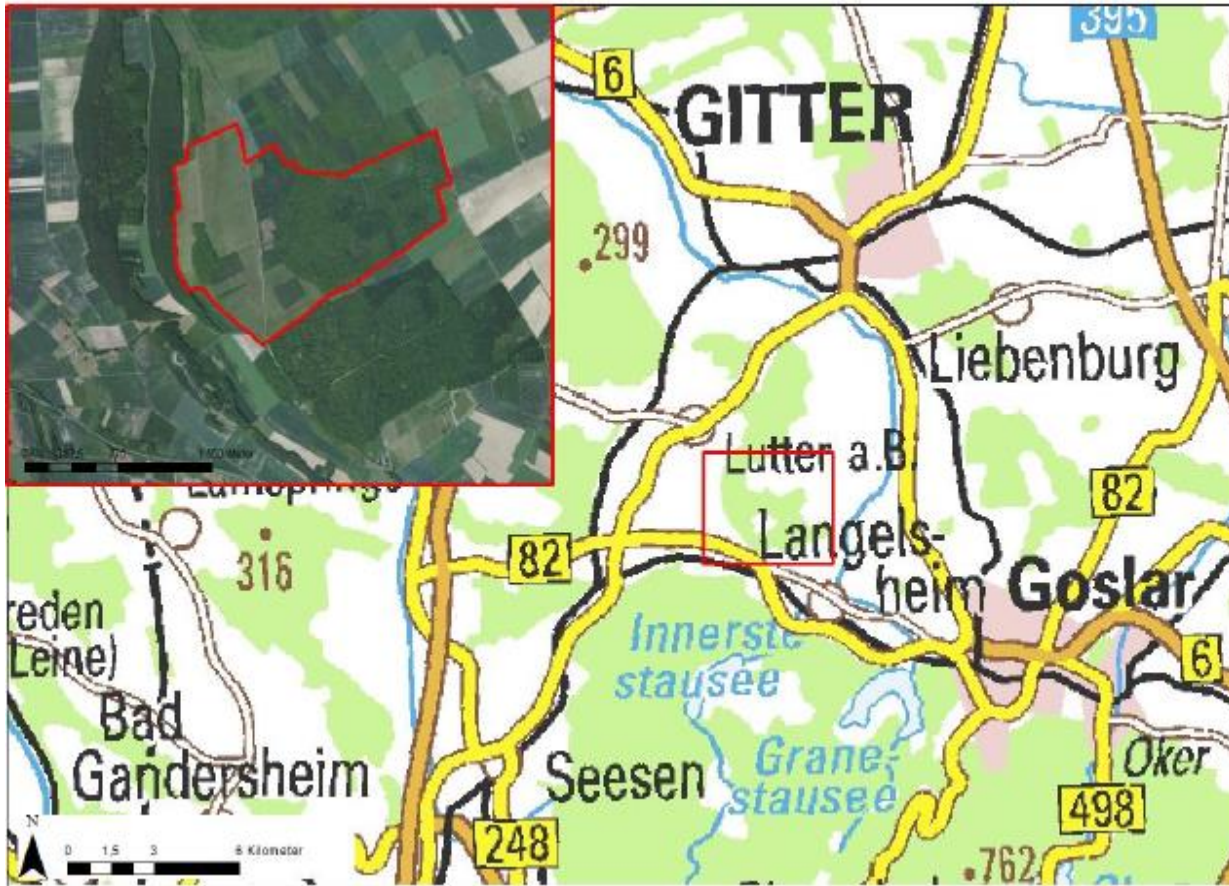 395
6
GITTER
299
Liebenburg
Lutter a.B.
82
82
Langels-
heim
Goslar
316
reden
(Leine)
Innerste
stausee
6
Bad
Gandersheim
Seesen
Grane-
stausee
Oker
498
248
762
N
0 1,5 3 6 Kilometer